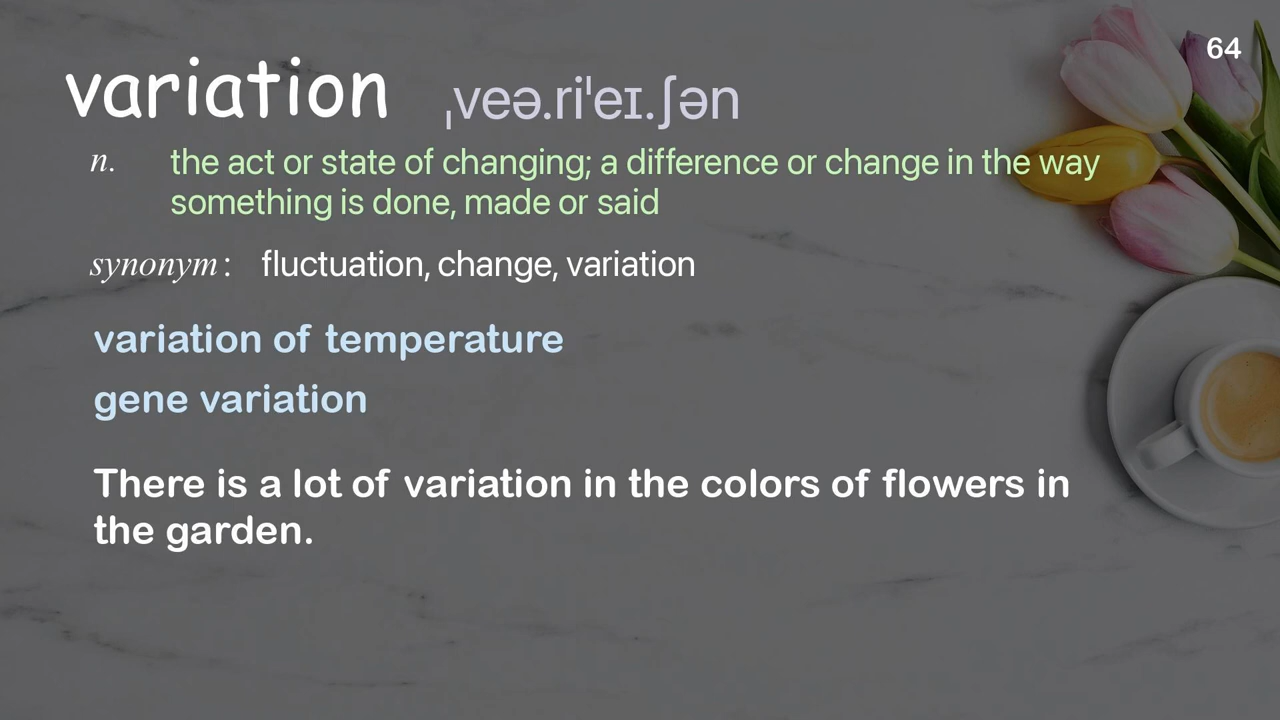 64
variation ˌveə.riˈeɪ.ʃən
n. the act or state of changing; a difference or change in the way
something is done, made or said
synonym : fluctuation, change, variation
variation of temperature
gene variation
There is a lot of variation in the colors of flowers in
the garden.